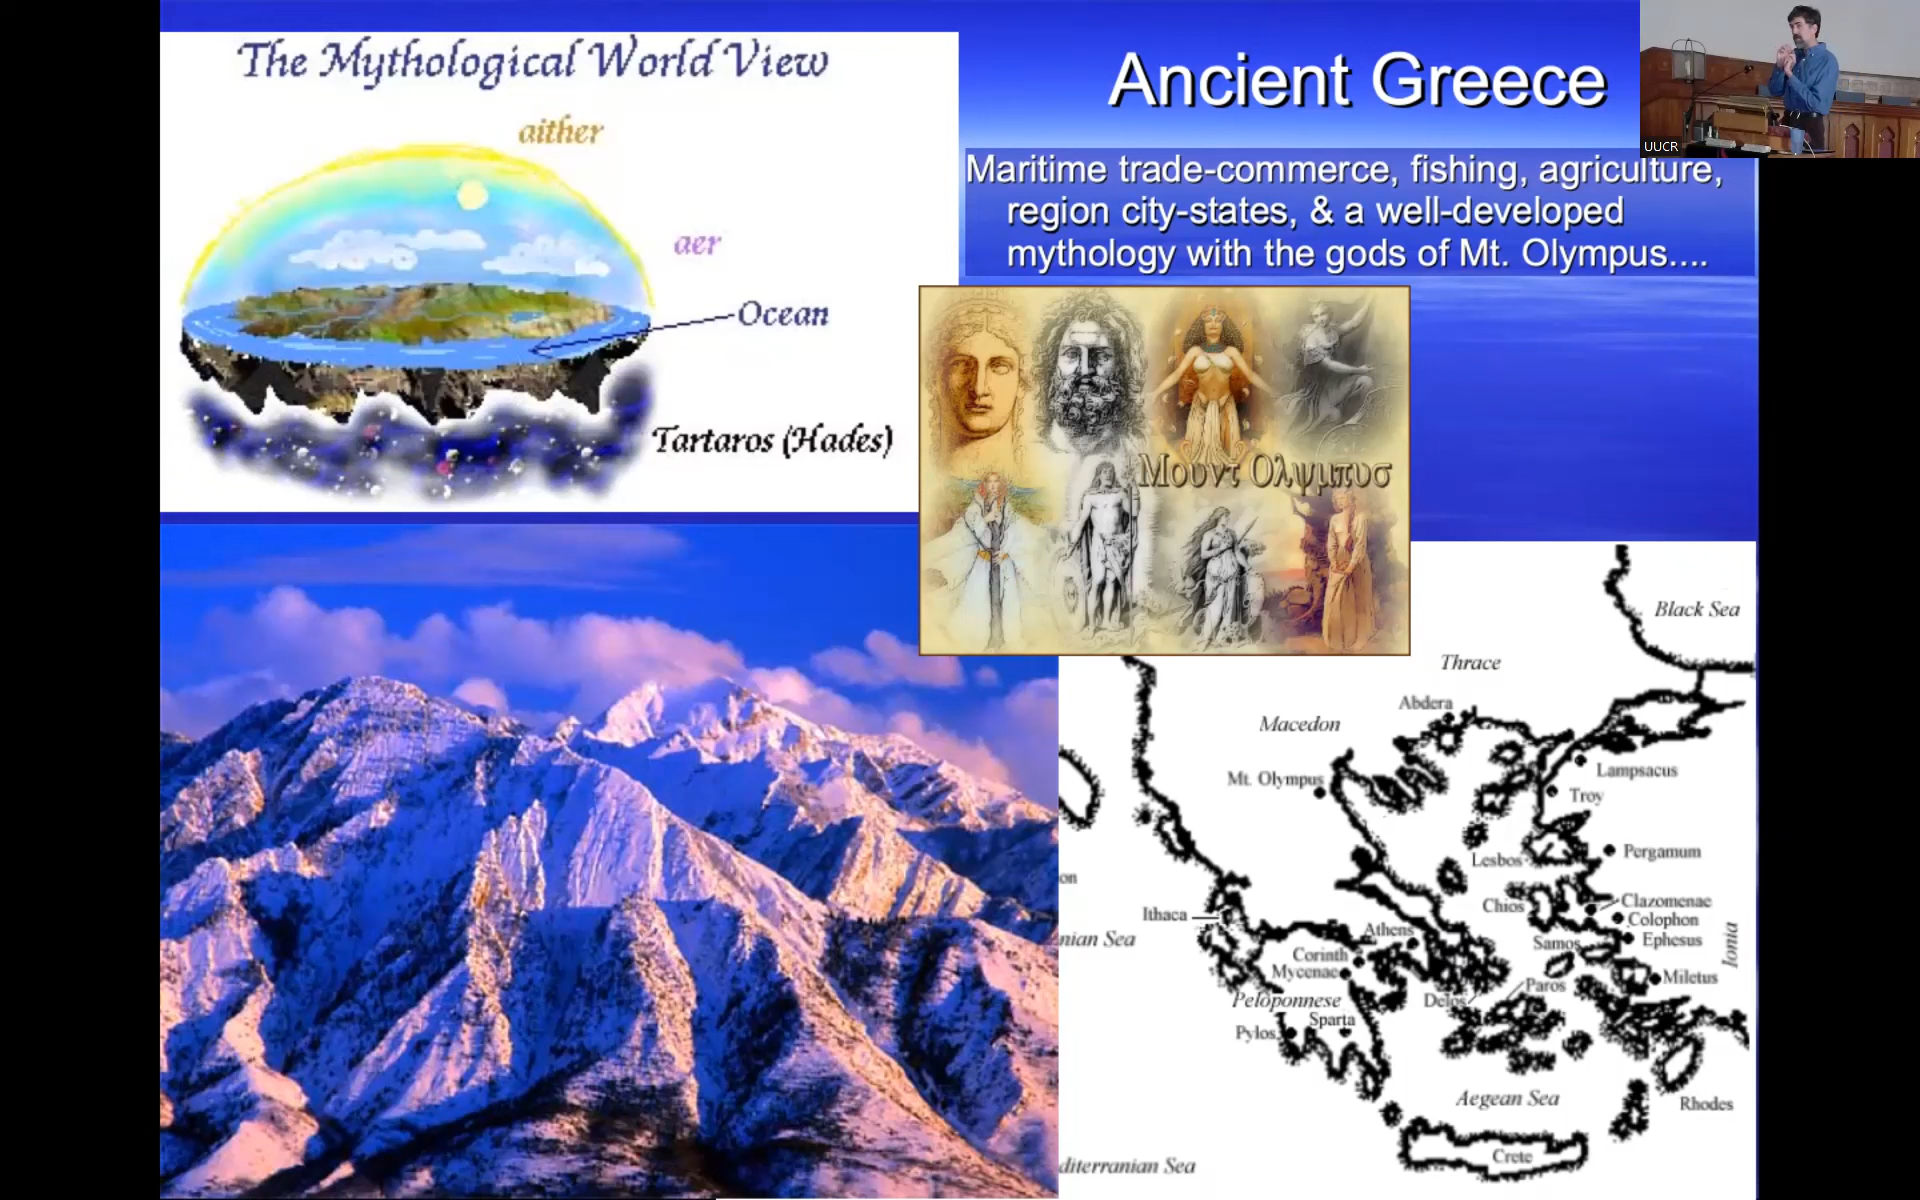 The Mythological World View
aither
aer
Ocean
Tartaros (Hades)
Ancient Greece
Maritime trade-commerce, fishing, agriculture,
region city-states, & a well-developed
mythology with the gods of Mt. Olympus....
UUCR
Μουντ Ολψμπυσ
Black Sea
Thrace
Abdera
Macedon
Mt. Olympus
Lampsacus
Troy
Lesbos
Pergamum
Chios
Clazomenae
Colophon
Ephesus
Ionia
Ithaca
on
nian Sea
Athens
Corinth
Mycenae
Samos
Miletus
Paros
Delos
Peloponnese
Sparta
Pylos
Aegean Sea
Rhodes
Crete
diterranian Sea